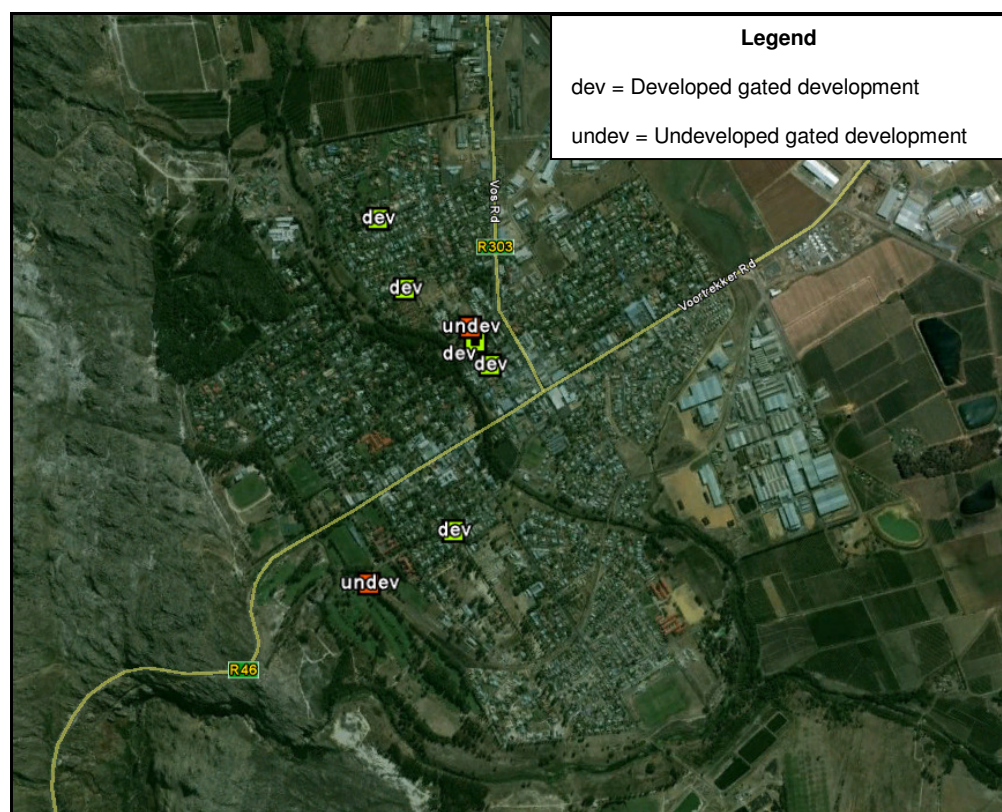 Legend
dev = Developed gated development
undev = Undeveloped gated development
Vos Rd
dev
R303
Voortrekker Rd
dev
undev
dev
dev
dev
undev
R46